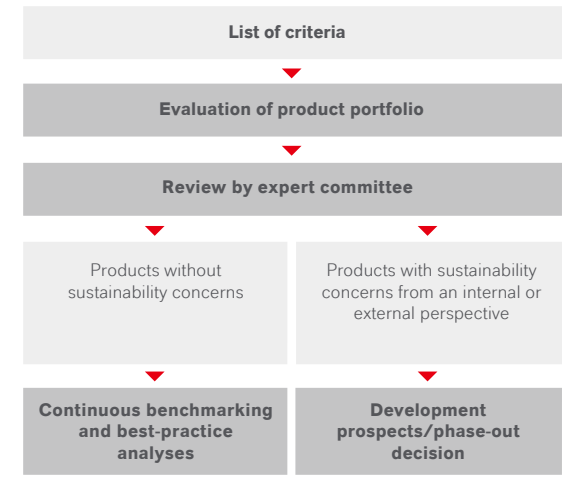 List of criteria
Evaluation of product portfolio
Review by expert committee
Products without
sustainability concerns
Products with sustainability
concerns from an internal or
external perspective
Continuous benchmarking
and best-practice
analyses
Development
prospects/phase-out
decision